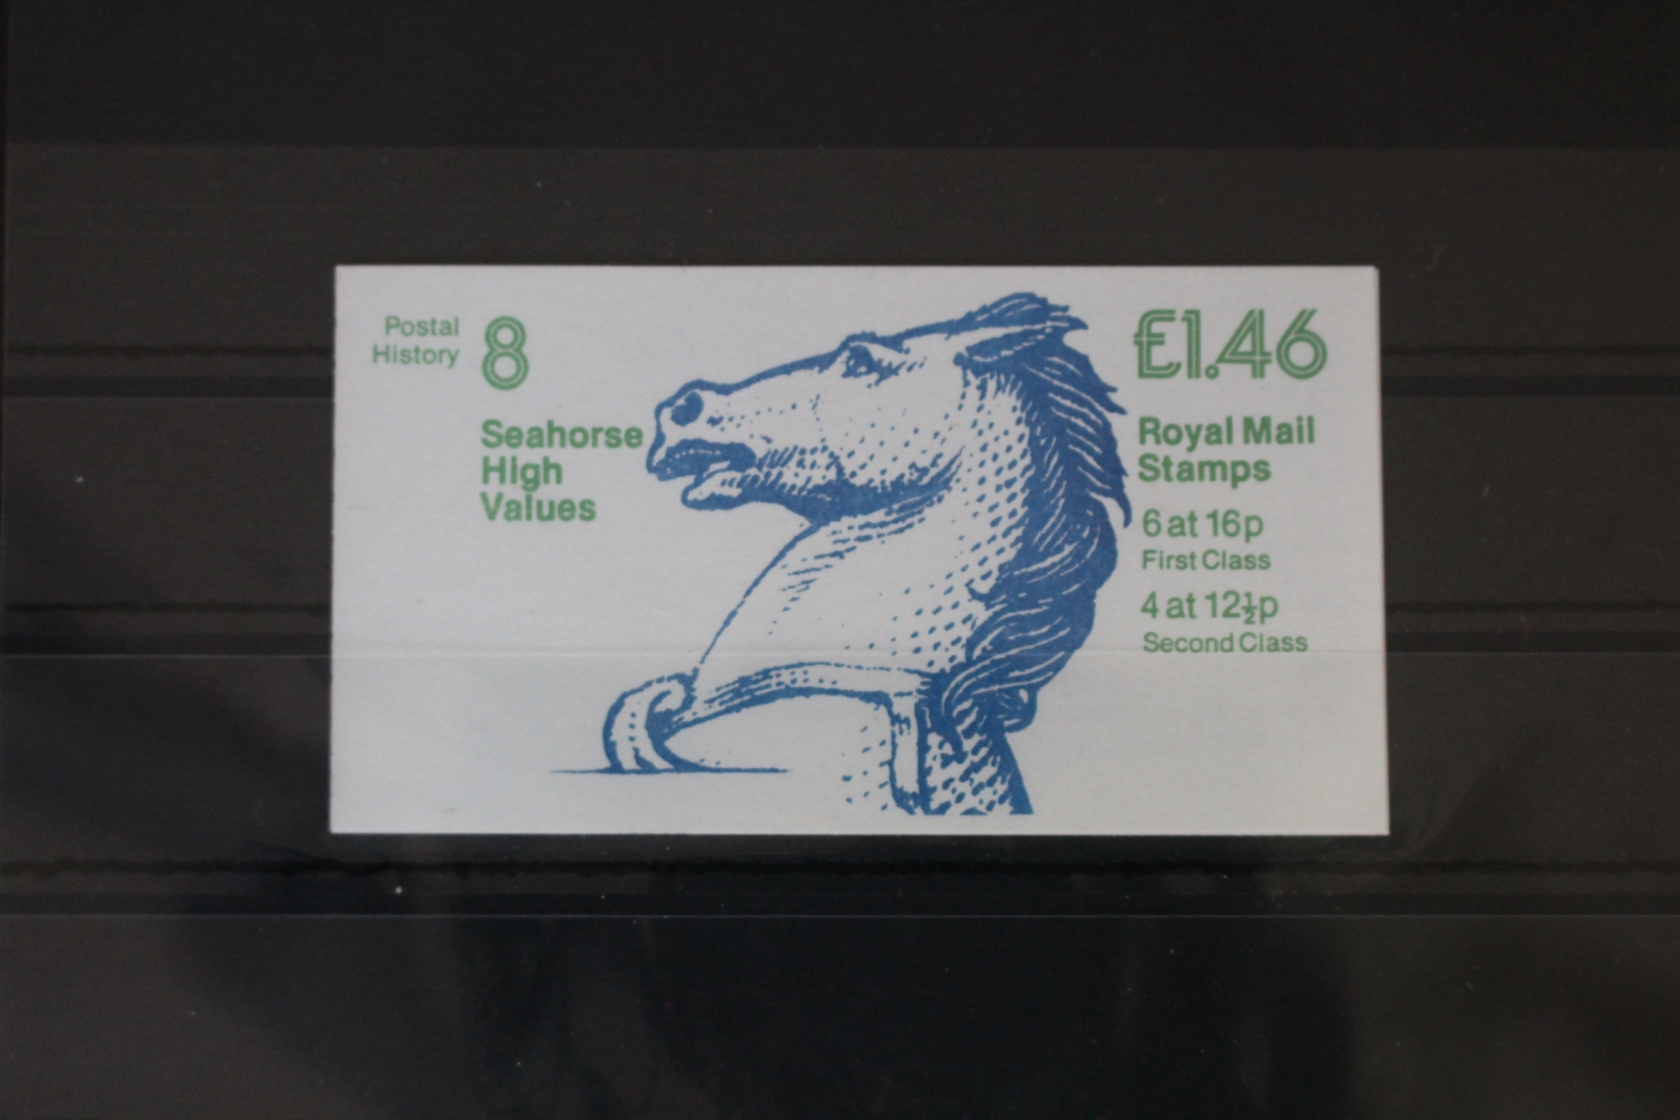 Postal
History
8
Seahorse
High
Values
£1.46
Royal Mail
Stamps
6 at 16p
First Class
4 at 12½p
Second Class